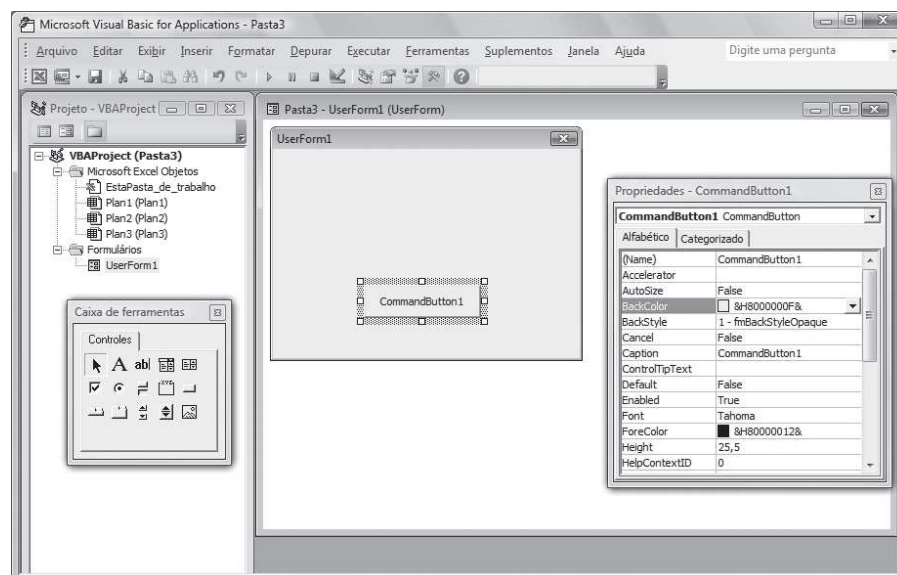 Microsoft Visual Basic for Applications - Pasta3
Arquivo Editar Exibir Inserir Formatar Depurar Executar Ferramentas Suplementos Janela Ajuda Digite uma pergunta
Projeto - VBAProject
VBAProject (Pasta3)
Microsoft Excel Objetos
EstaPasta_de_trabalho
Plan1 (Plan1)
Plan2 (Plan2)
Plan3 (Plan3)
Formulários
UserForm1
Caixa de ferramentas
Controles
A abl
Pasta3 - UserForm1 (UserForm)
UserForm1
CommandButton1
Propriedades - CommandButton1
CommandButton1 CommandButton
Alfabético Categorizado
(Name) CommandButton1
Accelerator
AutoSize False
BackColor &H8000000F&
BackStyle 1 - fmBackStyleOpaque
Cancel False
Caption CommandButton1
ControlTipText
Default False
Enabled True
Font Tahoma
ForeColor &H80000012&
Height 25,5
HelpContextID 0